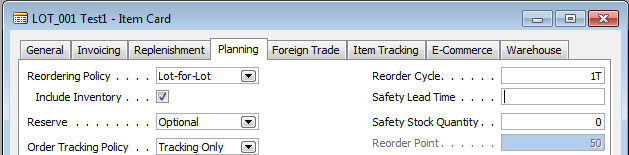 LOT_001 Test1 - Item Card
General Invoicing Replenishment Planning Foreign Trade Item Tracking E-Commerce Warehouse
Reordering Policy . . . . Lot-for-Lot Reorder Cycle. . . . . . 1T
Include Inventory . . . Safety Lead Time . . . .
Reserve . . . . . . . . Optional Safety Stock Quantity. . 0
Order Tracking Policy . . Tracking Only Reorder Point. . . . . . 50